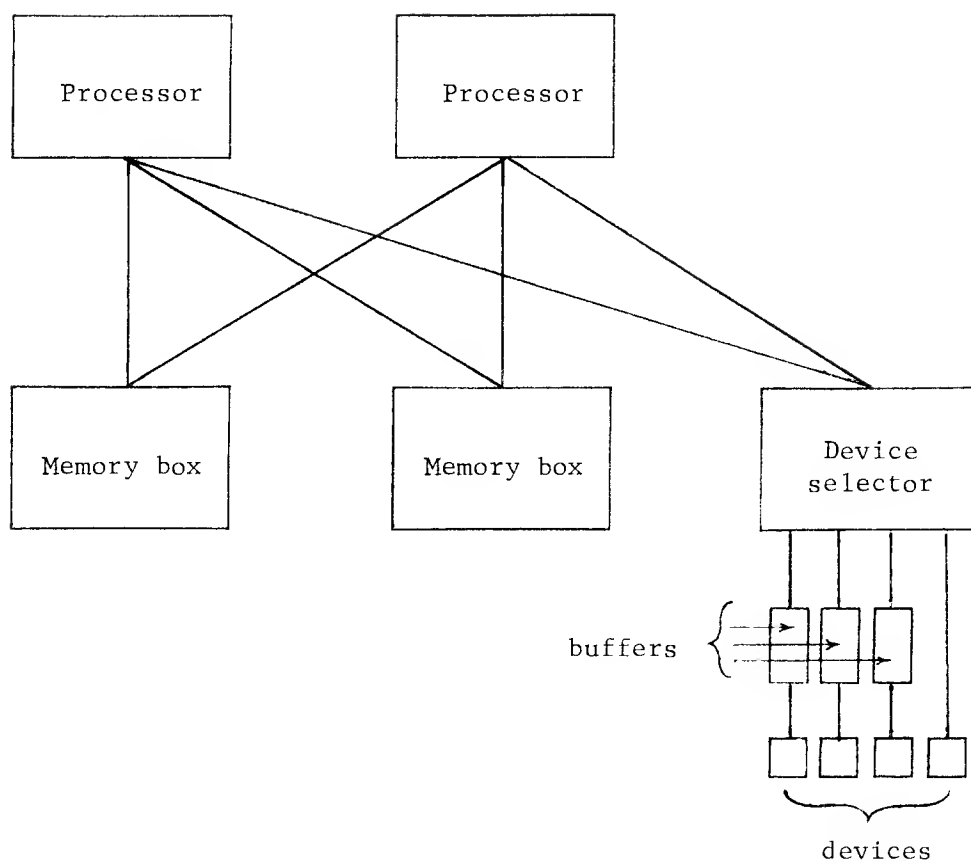 Processor
Processor
Memory box
Memory box
Device
selector
buffers
devices